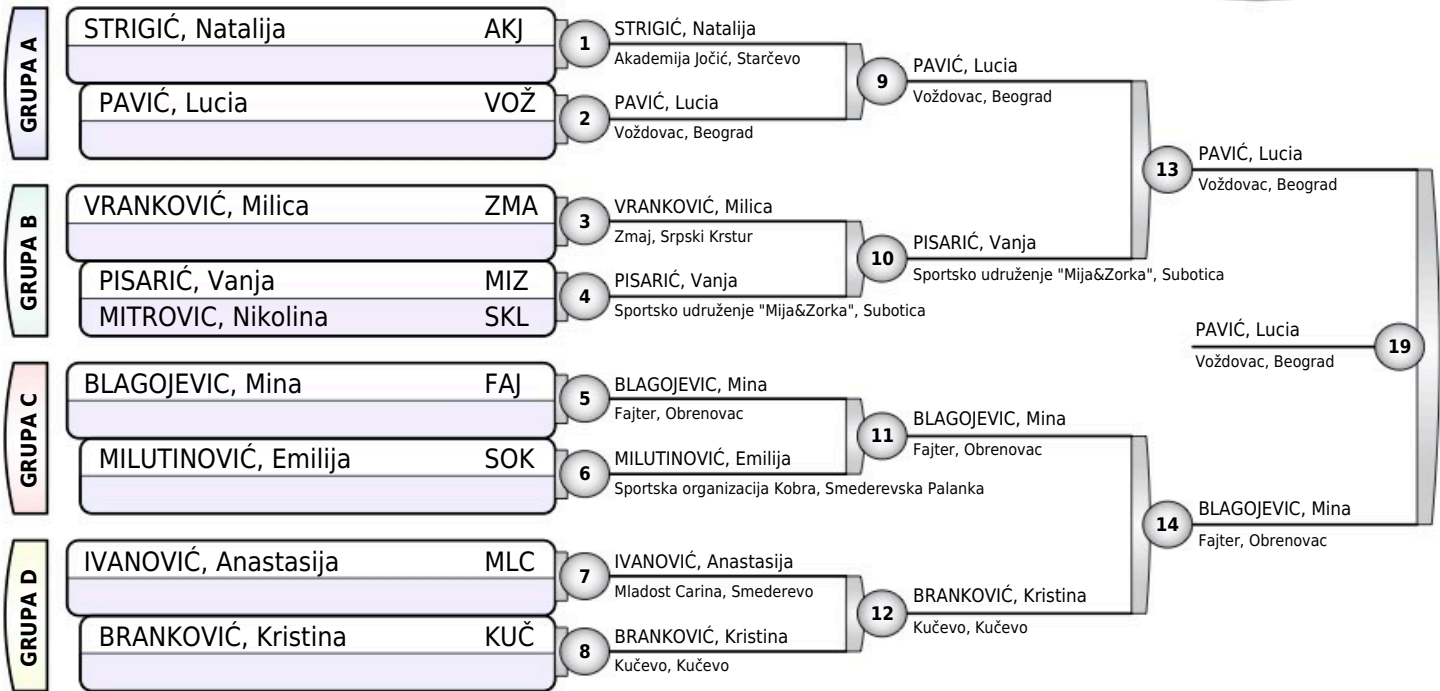 GRUPA A
STRIGIĆ, Natalija AKJ
PAVIĆ, Lucia VOŽ
GRUPA B
VRANKOVIĆ, Milica ZMA
PISARIĆ, Vanja MIZ
MITROVIC, Nikolina SKL
GRUPA C
BLAGOJEVIC, Mina FAJ
MILUTINOVIĆ, Emilija SOK
GRUPA D
IVANOVIĆ, Anastasija MLC
BRANKOVIĆ, Kristina KUČ
1
STRIGIĆ, Natalija
Akademija Jočić, Starčevo
2
PAVIĆ, Lucia
Voždovac, Beograd
3
VRANKOVIĆ, Milica
Zmaj, Srpski Krstur
4
PISARIĆ, Vanja
Sportsko udruženje "Mija&Zorka", Subotica
5
BLAGOJEVIC, Mina
Fajter, Obrenovac
6
MILUTINOVIĆ, Emilija
Sportska organizacija Kobra, Smederevska Palanka
7
IVANOVIĆ, Anastasija
Mladost Carina, Smederevo
8
BRANKOVIĆ, Kristina
Kučevo, Kučevo
9
PAVIĆ, Lucia
Voždovac, Beograd
10
PISARIĆ, Vanja
Sportsko udruženje "Mija&Zorka", Subotica
11
BLAGOJEVIC, Mina
Fajter, Obrenovac
12
BRANKOVIĆ, Kristina
Kučevo, Kučevo
13
PAVIĆ, Lucia
Voždovac, Beograd
14
BLAGOJEVIC, Mina
Fajter, Obrenovac
PAVIĆ, Lucia
Voždovac, Beograd
19